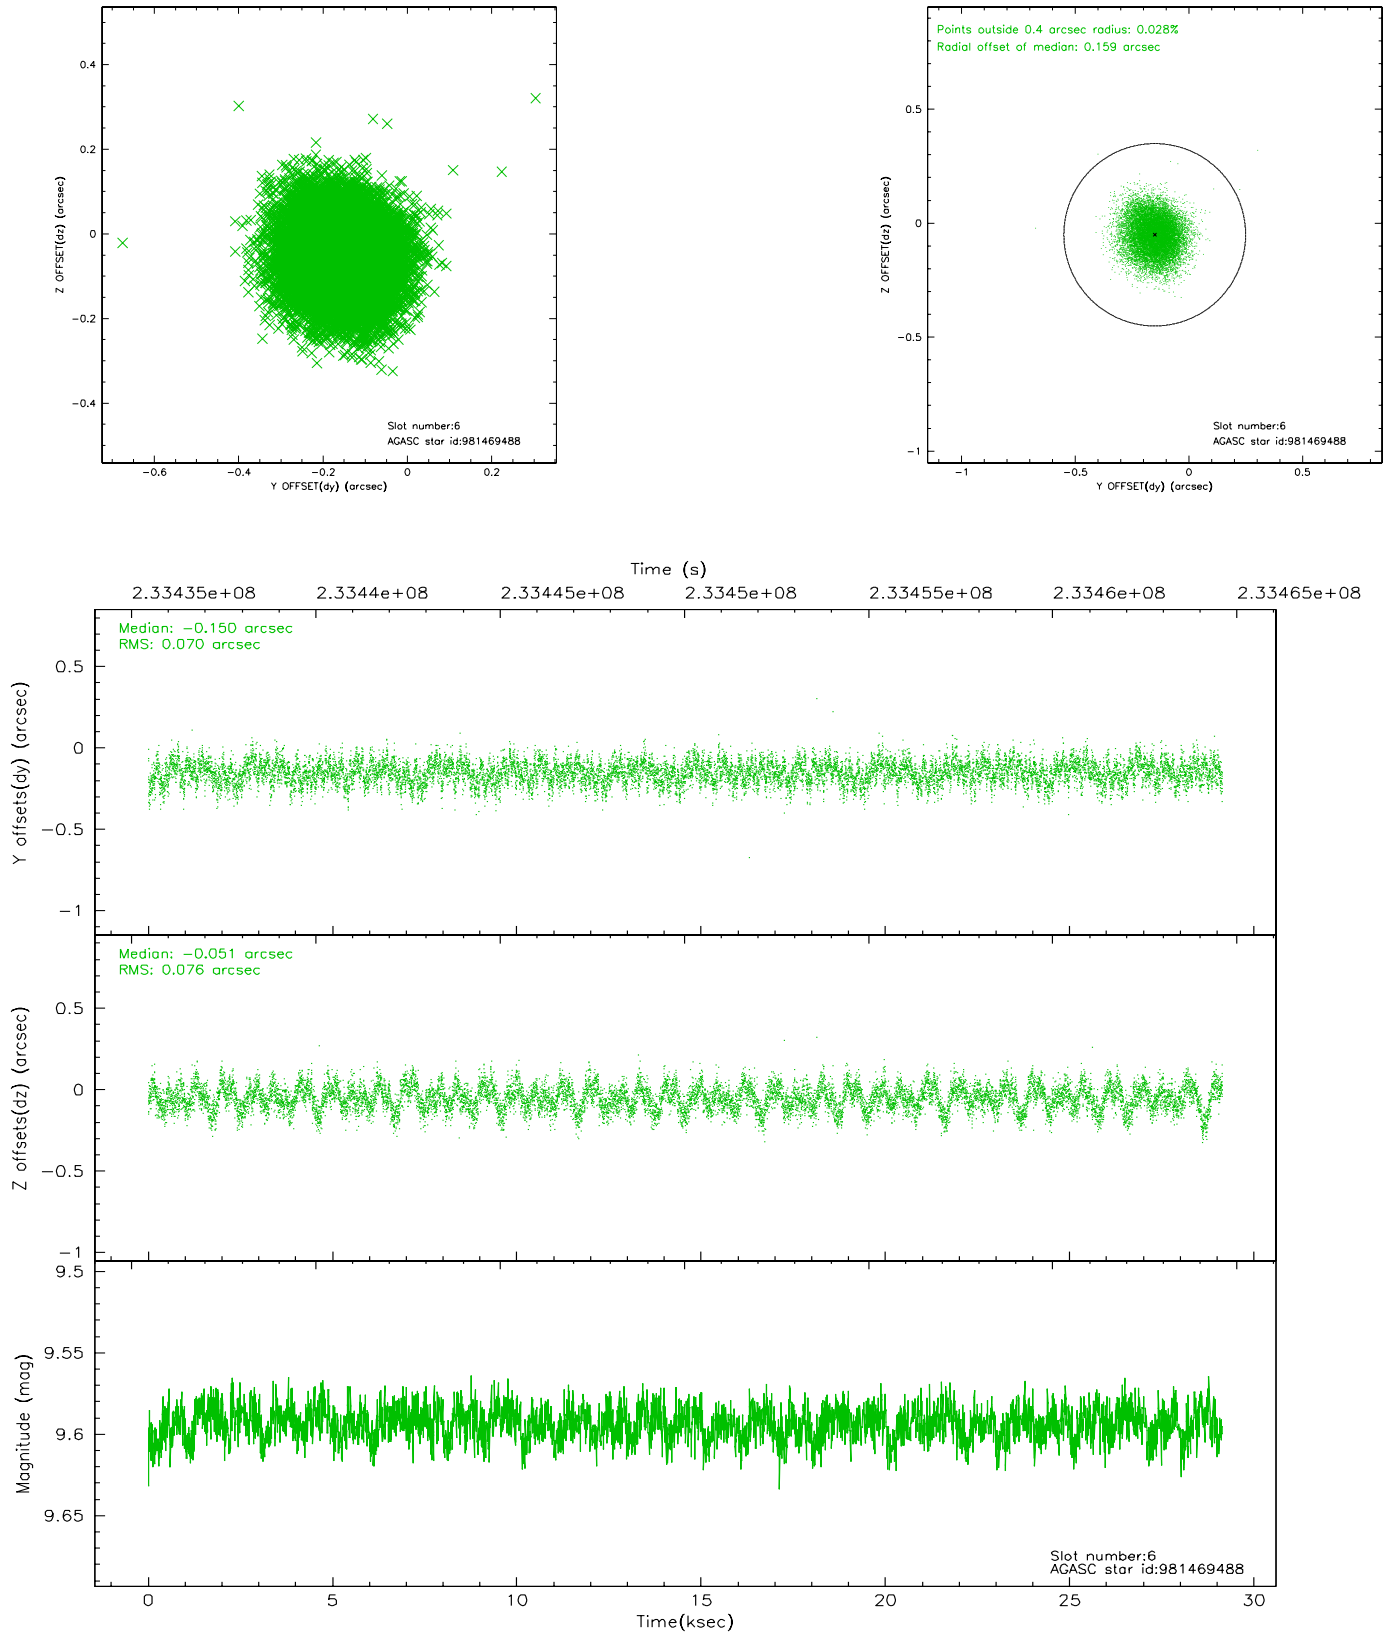 0.4
0.2
0
−0.2
−0.4
Z OFFSET(dz) (arcsec)
Slot number:6
AGASC star id:981469488
−0.6
−0.4
−0.2
0
0.2
Y OFFSET(dy) (arcsec)
Points outside 0.4 arcsec radius: 0.028%
Radial offset of median: 0.159 arcsec
0.5
0
−0.5
−1
Z OFFSET(dz) (arcsec)
Slot number:6
AGASC star id:981469488
−1
−0.5
0
0.5
Y OFFSET(dy) (arcsec)
Time (s)
2.33435e+08
2.3344e+08
2.33445e+08
2.3345e+08
2.33455e+08
2.3346e+08
2.33465e+08
Median: −0.150 arcsec
RMS: 0.070 arcsec
0.5
0
−0.5
−1
Y offsets(dy) (arcsec)
Median: −0.051 arcsec
RMS: 0.076 arcsec
0.5
0
−0.5
−1
Z offsets(dz) (arcsec)
9.5
9.55
9.6
9.65
Magnitude (mag)
Slot number:6
AGASC star id:981469488
0
5
10
15
20
25
30
Time(ksec)